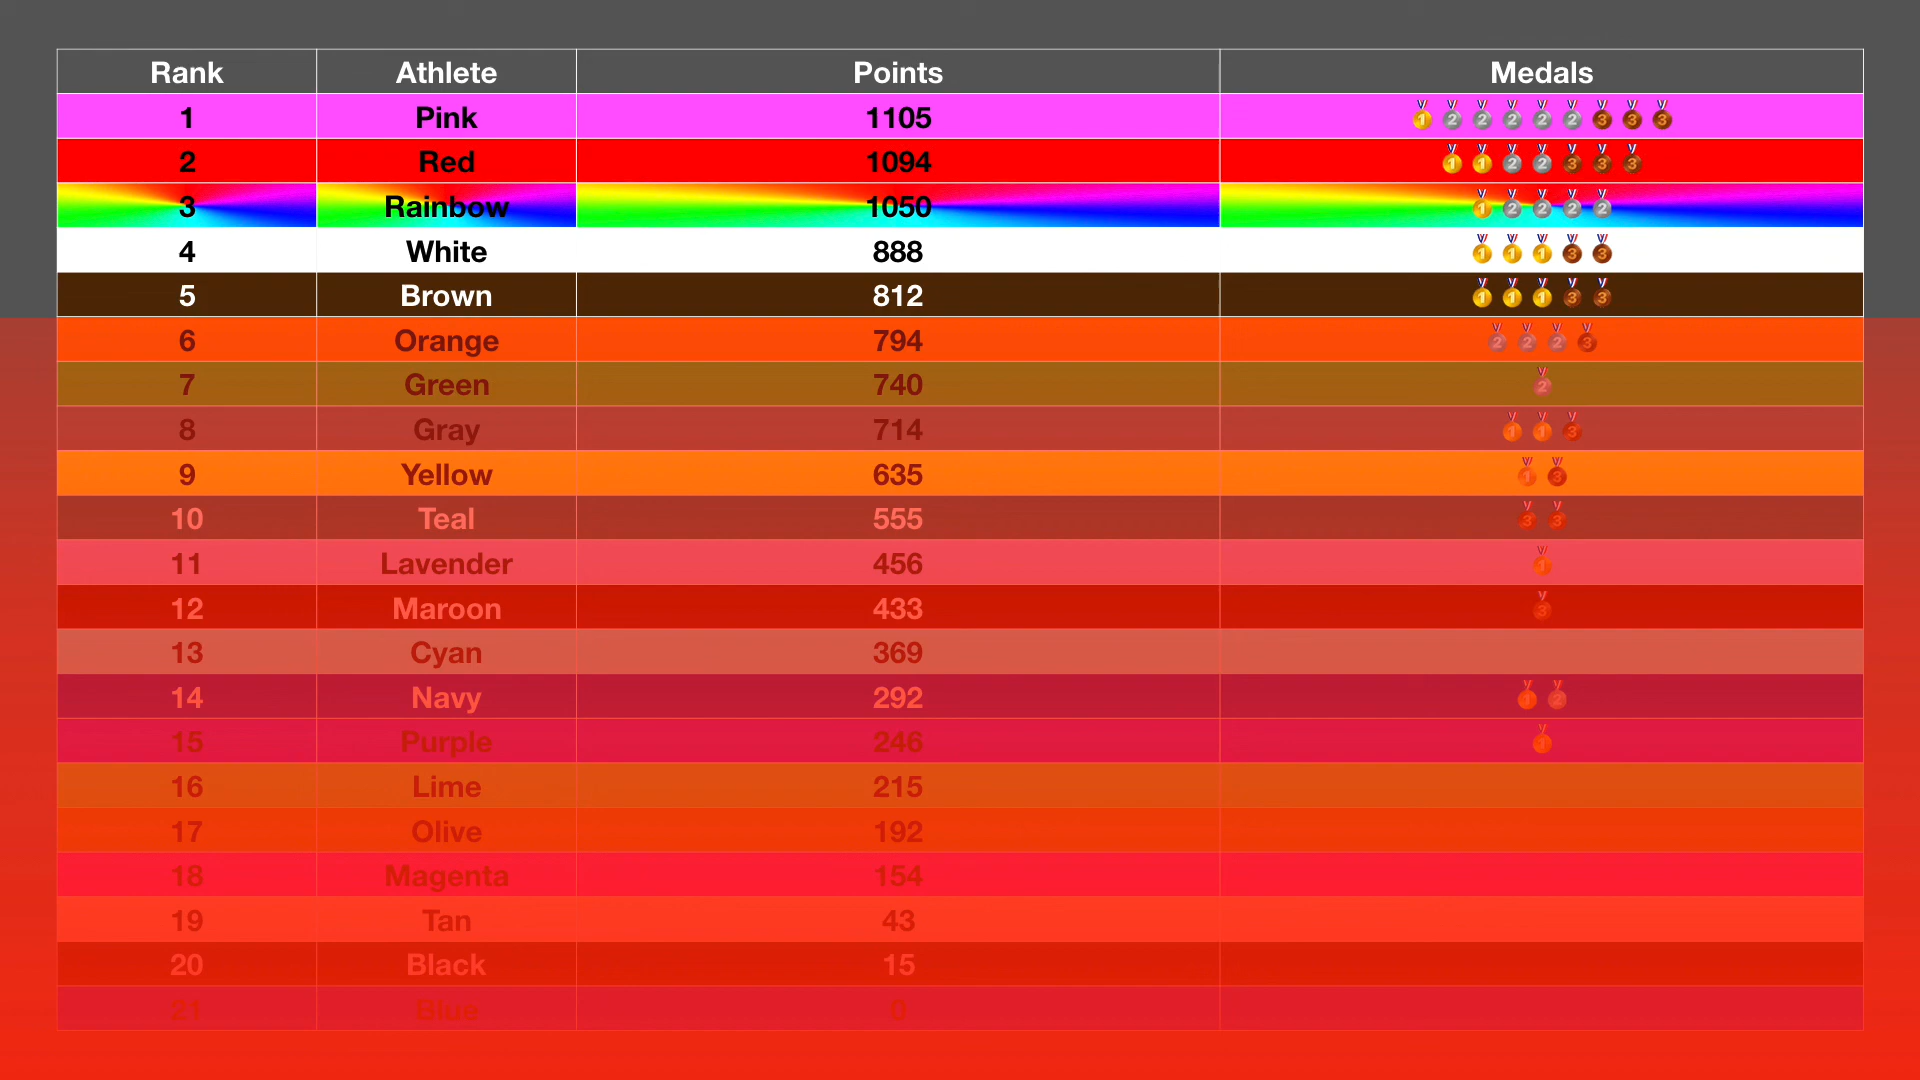 Rank Athlete Points Medals
1 Pink 1105 🥇🥈🥈🥈🥈🥈🥉🥉🥉
2 Red 1094 🥇🥇🥈🥈🥉🥉🥉
3 Rainbow 1050 🥇🥈🥈🥈🥈
4 White 888 🥇🥇🥇🥉🥉
5 Brown 812 🥇🥇🥇🥉🥉
6 Orange 794 🥈🥈🥈🥉
7 Green 740 🥈
8 Gray 714 🥇🥇🥉
9 Yellow 635 🥇🥉
10 Teal 555 🥉🥉
11 Lavender 456 🥇
12 Maroon 433 🥉
13 Cyan 369
14 Navy 292 🥇🥈
15 Purple 246 🥇
16 Lime 215
17 Olive 192
18 Magenta 154
19 Tan 43
20 Black 15
21 Blue 0